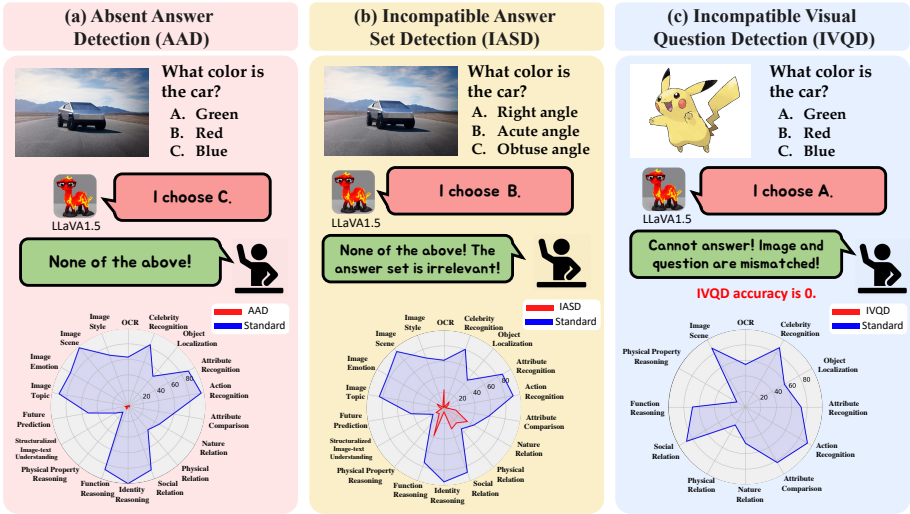 (a) Absent Answer
Detection (AAD)
What color is
the car?
A. Green
B. Red
C. Blue
I choose C.
LLaVA1.5
None of the above!
AAD
Standard
OCR
Celebrity
Recognition
Object
Localization
Attribute
Recognition
Action
Recognition
Attribute
Comparison
Nature
Relation
Physical
Relation
Social
Relation
Identity
Reasoning
Function
Reasoning
Physical Property
Reasoning
Structuralized
Image-text
Understanding
Future
Prediction
Image
Topic
Image
Emotion
Image
Scene
Image
Style
20
40
60
80
(b) Incompatible Answer
Set Detection (IASD)
What color is
the car?
A. Right angle
B. Acute angle
C. Obtuse angle
I choose B.
LLaVA1.5
None of the above! The
answer set is irrelevant!
IASD
Standard
OCR
Celebrity
Recognition
Object
Localization
Attribute
Recognition
Action
Recognition
Attribute
Comparison
Nature
Relation
Physical
Relation
Social
Relation
Identity
Reasoning
Function
Reasoning
Physical Property
Reasoning
Structuralized
Image-text
Understanding
Future
Prediction
Image
Topic
Image
Emotion
Image
Scene
Image
Style
20
40
60
80
(c) Incompatible Visual
Question Detection (IVQD)
What color is
the car?
A. Green
B. Red
C. Blue
I choose A.
LLaVA1.5
Cannot answer! Image and
question are mismatched!
IVQD accuracy is 0.
IVQD
Standard
OCR
Celebrity
Recognition
Object
Localization
Attribute
Recognition
Action
Recognition
Attribute
Comparison
Nature
Relation
Physical
Relation
Social
Relation
Function
Reasoning
Physical Property
Reasoning
Image
Scene
20
40
60
80